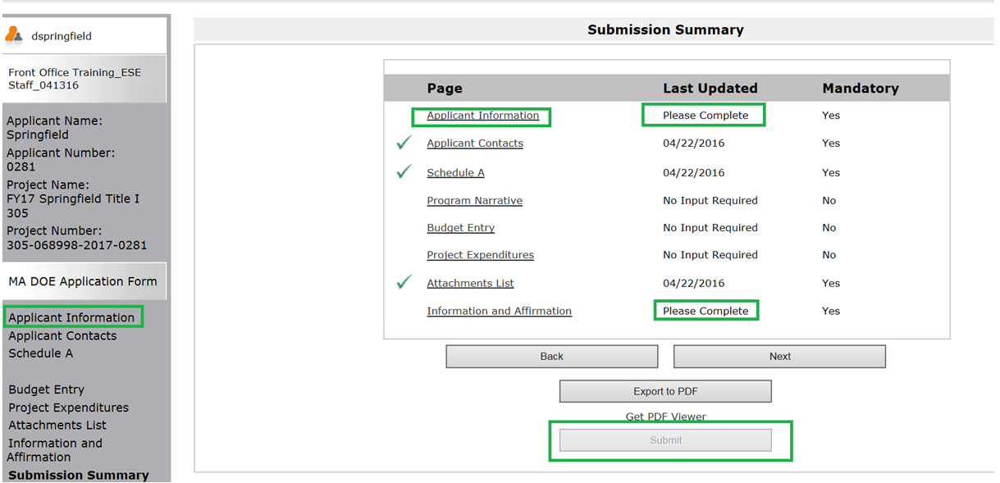 dspringfield
Front Office Training_ESE
Staff_041316
Applicant Name:
Springfield
Applicant Number:
0281
Project Name:
FY17 Springfield Title I
305
Project Number:
305-068998-2017-0281
MA DOE Application Form
Applicant Information
Applicant Contacts
Schedule A
Budget Entry
Project Expenditures
Attachments List
Information and
Affirmation
Submission Summary
Submission Summary
Page Last Updated Mandatory
Applicant Information Please Complete Yes
Applicant Contacts 04/22/2016 Yes
Schedule A 04/22/2016 Yes
Program Narrative No Input Required No
Budget Entry No Input Required No
Project Expenditures No Input Required No
Attachments List 04/22/2016 Yes
Information and Affirmation Please Complete Yes
Back Next
Export to PDF
Get PDF Viewer
Submit